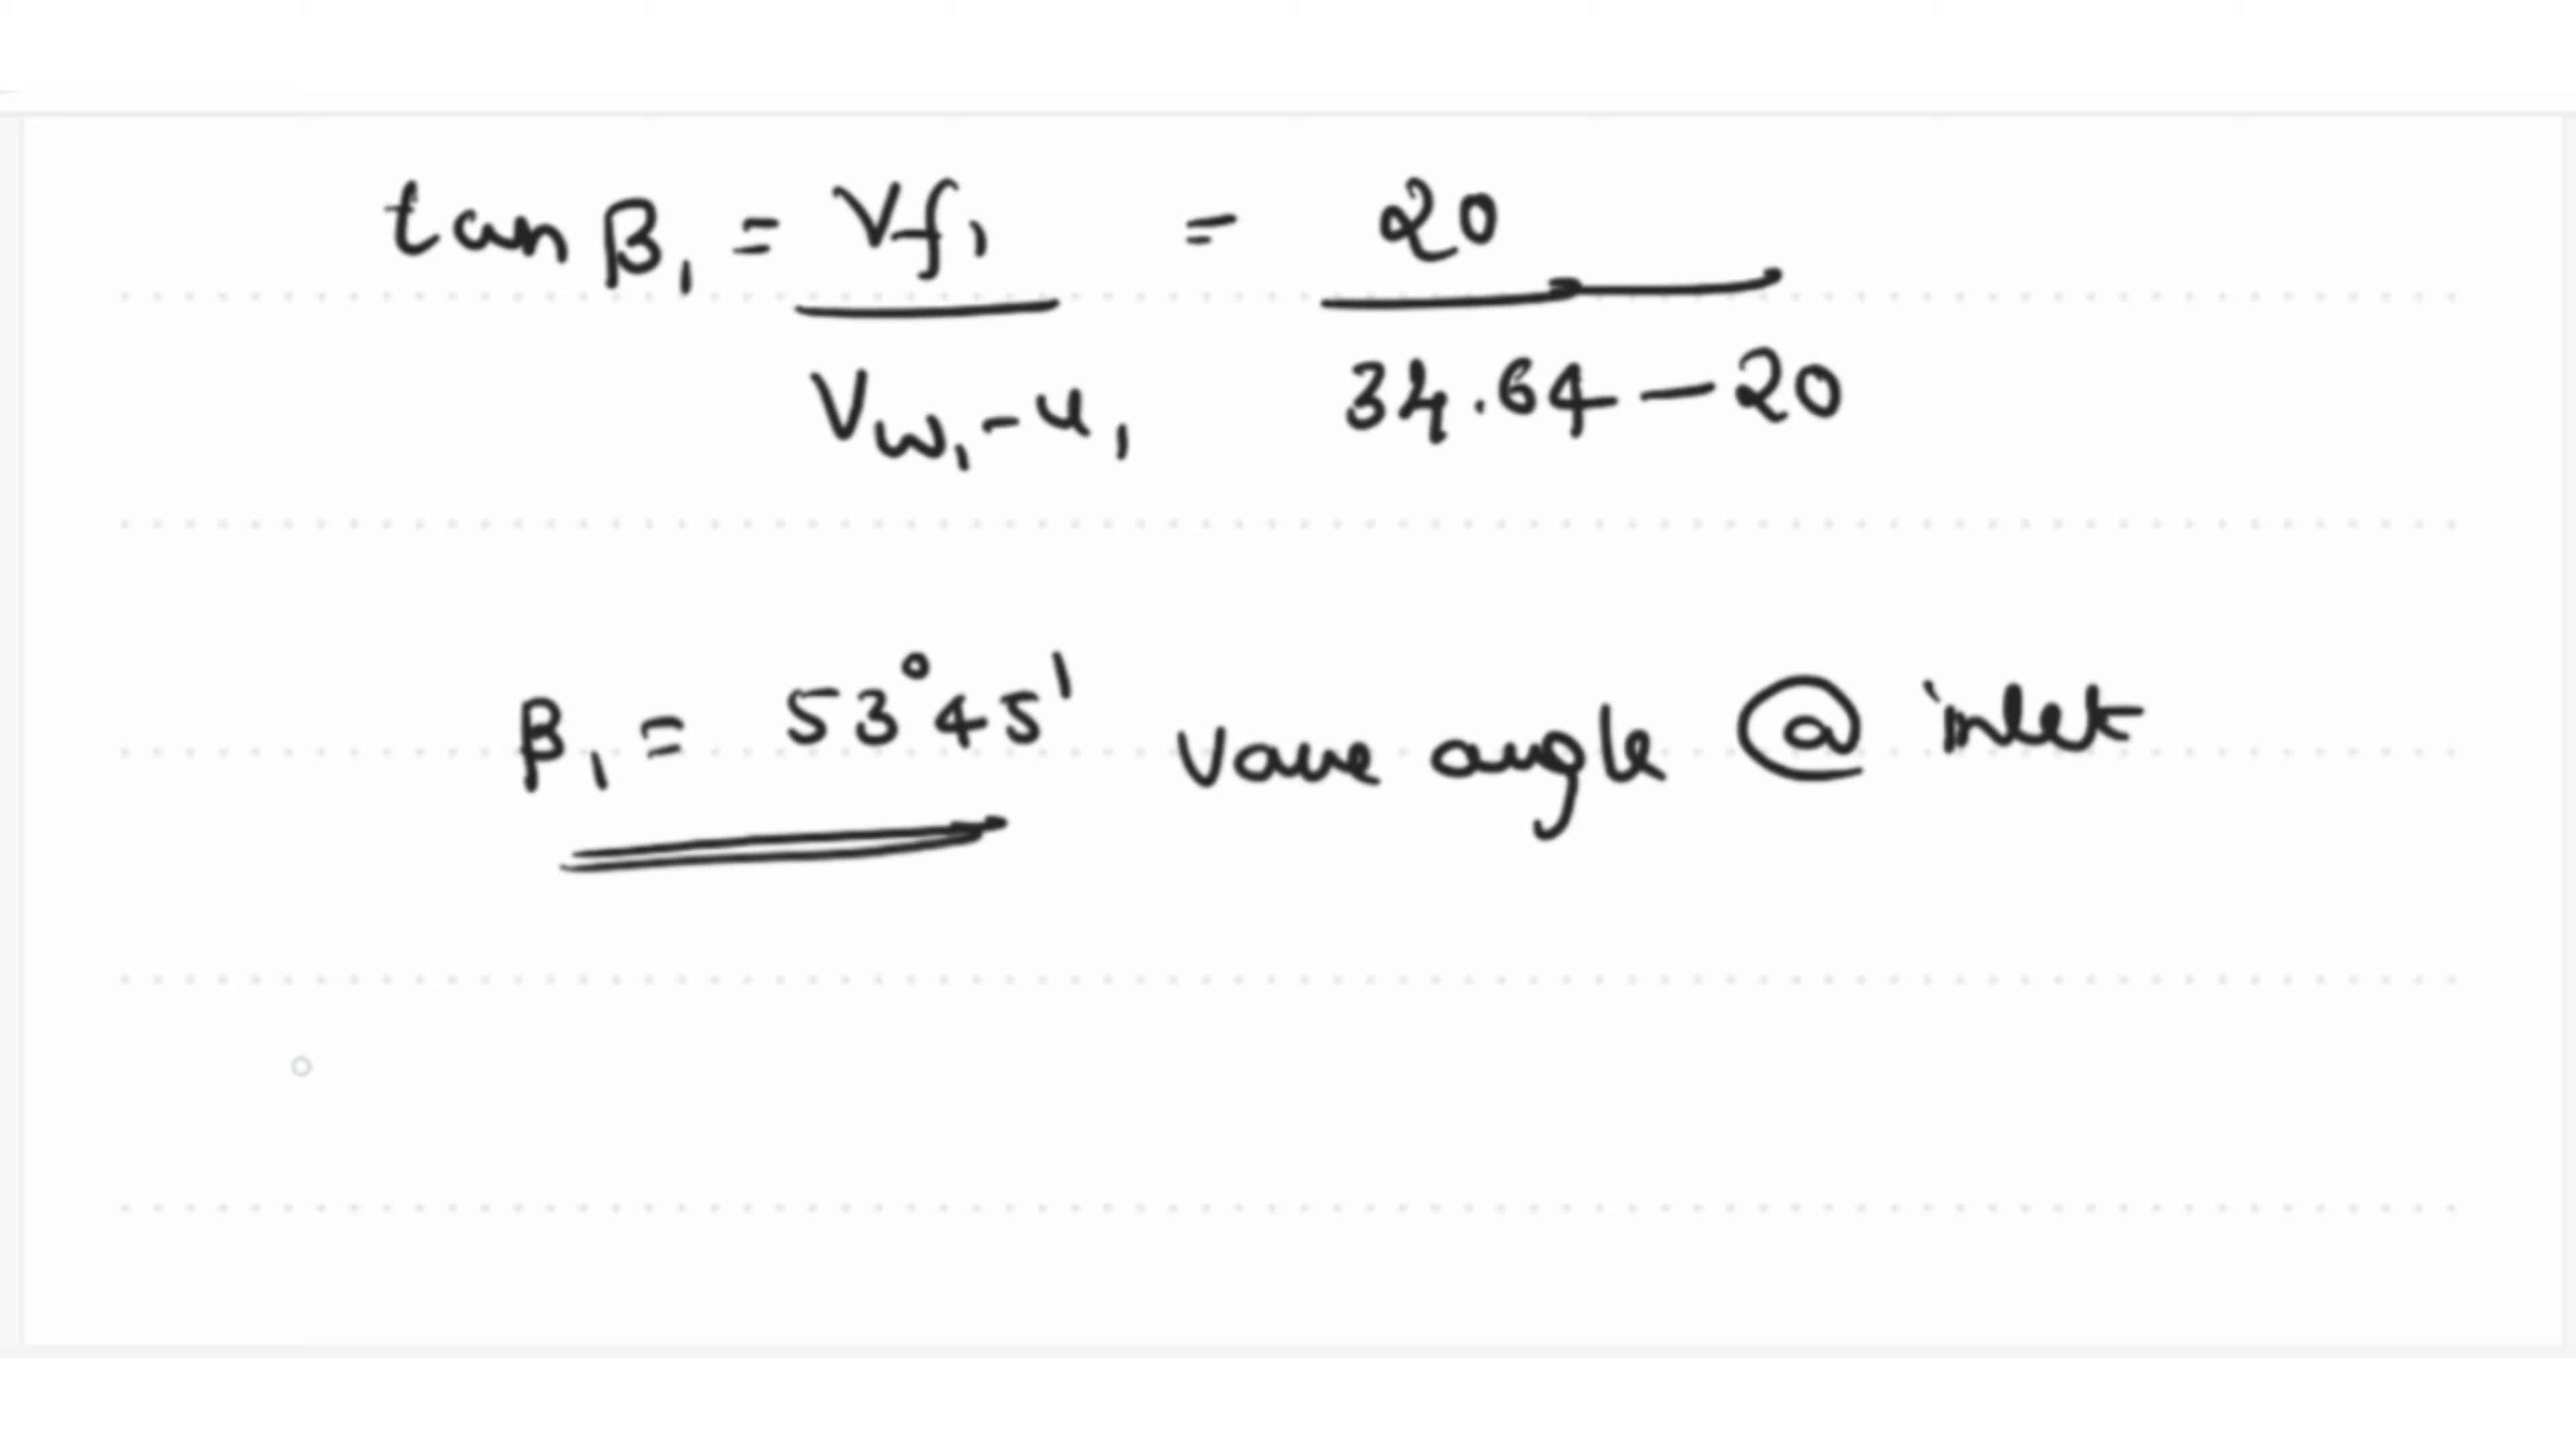 tan β₁ = Vf₁ / Vw₁ - u₁ = 20 / 34.64 - 20
β₁ = 53°45' vane angle @ inlet